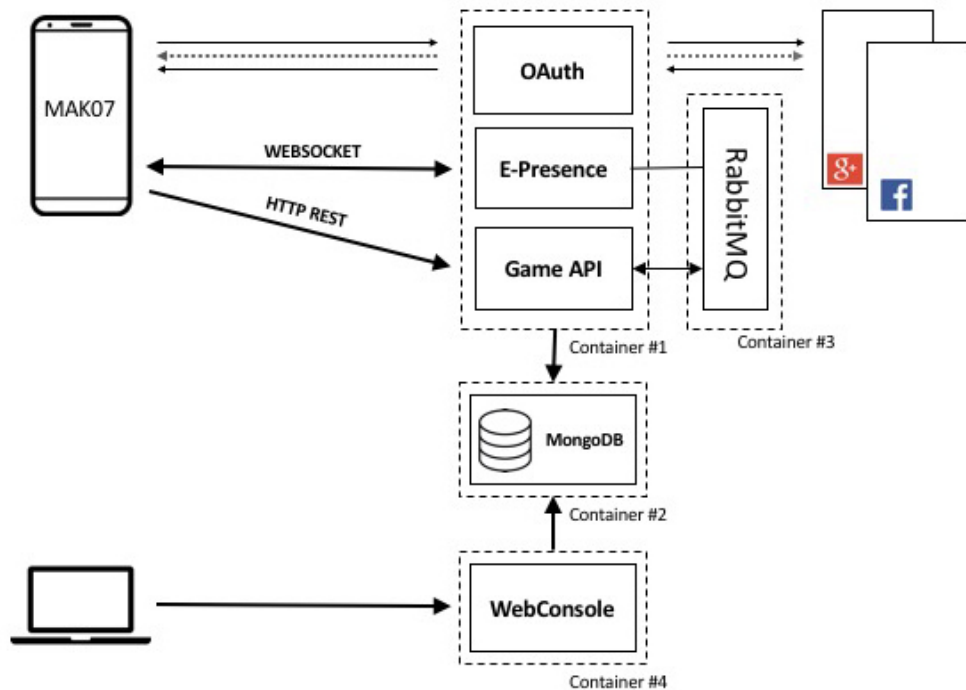 MAK07
OAuth
WEBSOCKET
E-Presence
HTTP REST
Game API
RabbitMQ
g+
f
Container #1
Container #3
MongoDB
Container #2
WebConsole
Container #4